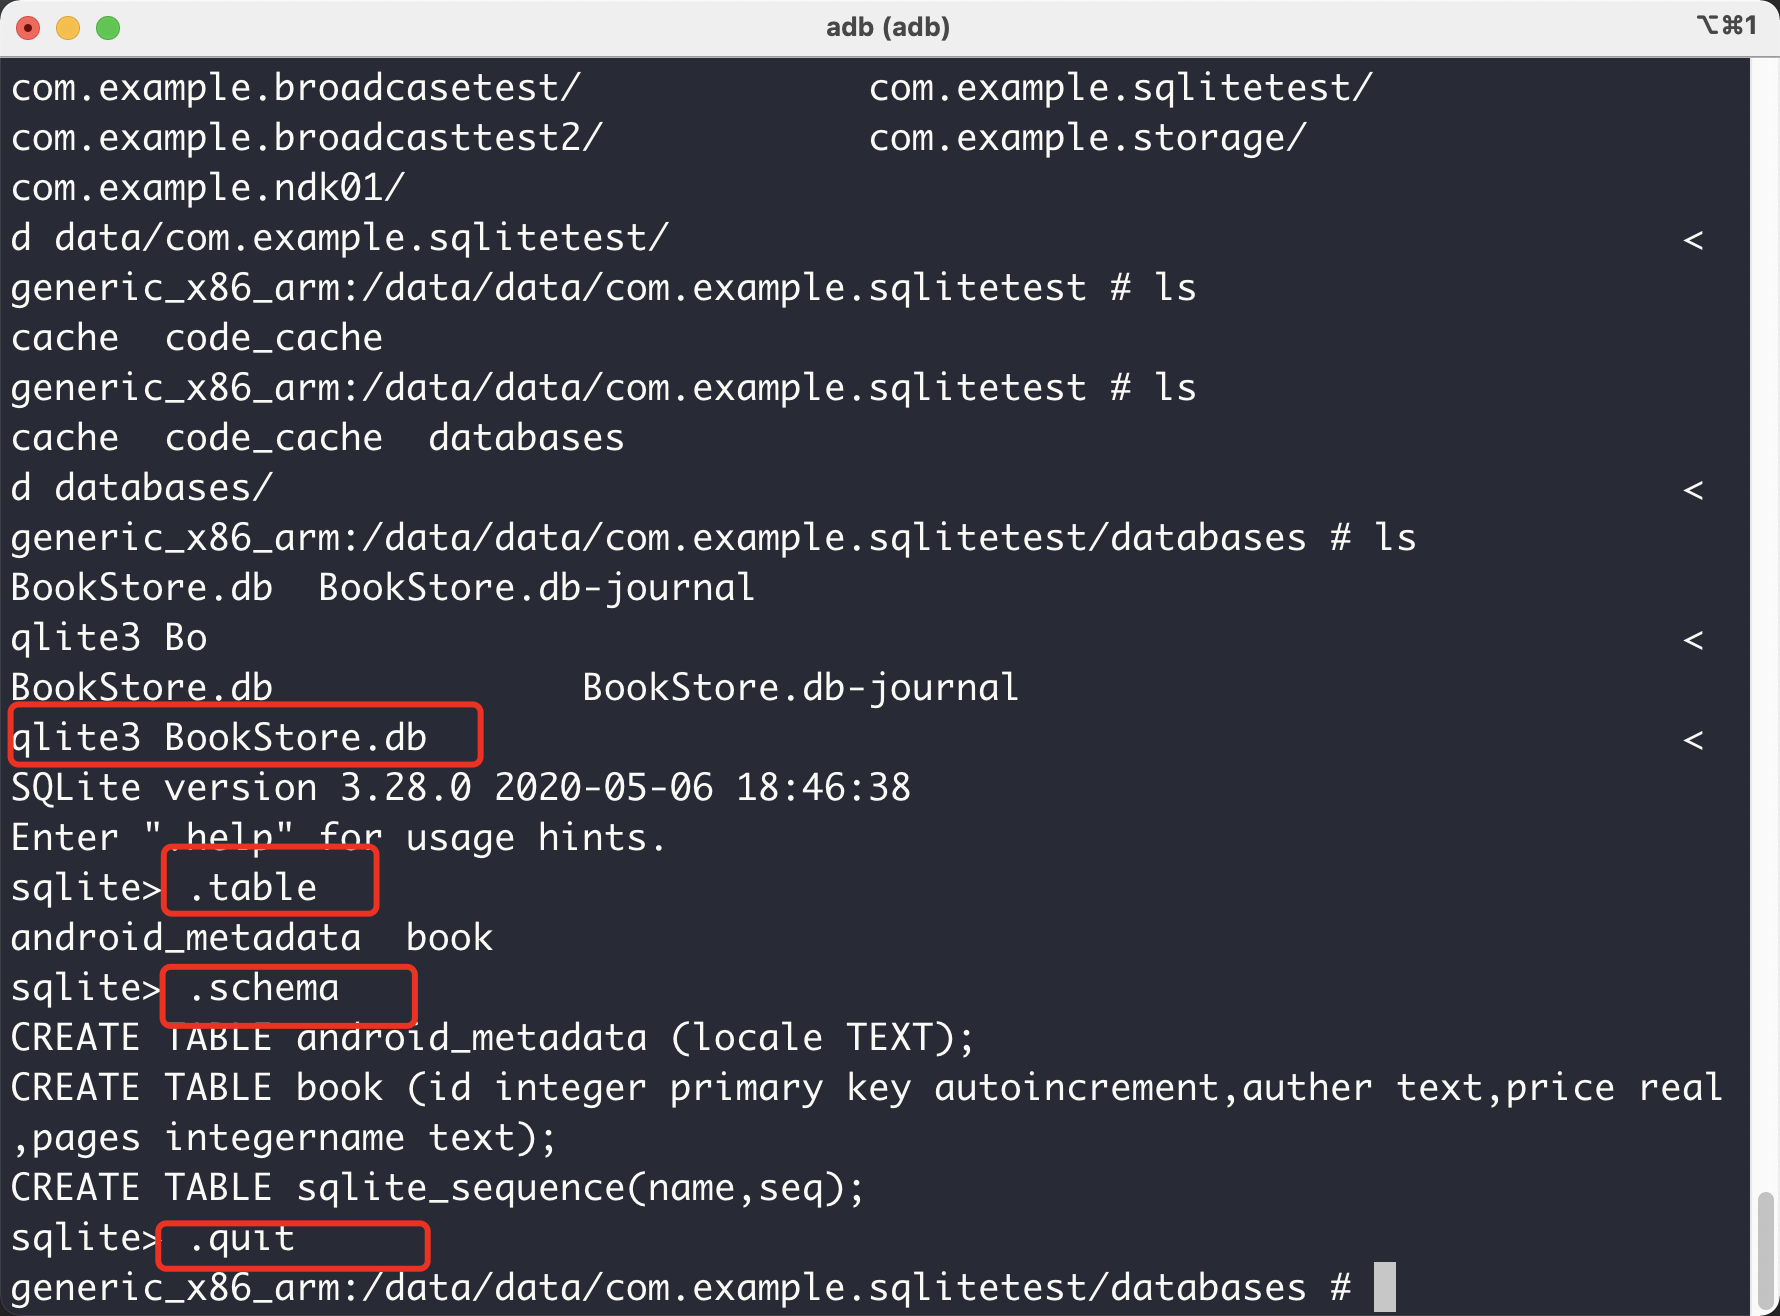 adb (adb)
⌥⌘1
com.example.broadcasetest/ com.example.sqlitetest/
com.example.broadcasttest2/ com.example.storage/
com.example.ndk01/
d data/com.example.sqlitetest/ <
generic_x86_arm:/data/data/com.example.sqlitetest # ls
cache code_cache
generic_x86_arm:/data/data/com.example.sqlitetest # ls
cache code_cache databases
d databases/ <
generic_x86_arm:/data/data/com.example.sqlitetest/databases # ls
BookStore.db BookStore.db-journal
qlite3 Bo <
BookStore.db BookStore.db-journal
qlite3 BookStore.db <
SQLite version 3.28.0 2020-05-06 18:46:38
Enter ".help" for usage hints.
sqlite> .table
android_metadata book
sqlite> .schema
CREATE TABLE android_metadata (locale TEXT);
CREATE TABLE book (id integer primary key autoincrement,auther text,price real
,pages integername text);
CREATE TABLE sqlite_sequence(name,seq);
sqlite> .quit
generic_x86_arm:/data/data/com.example.sqlitetest/databases #